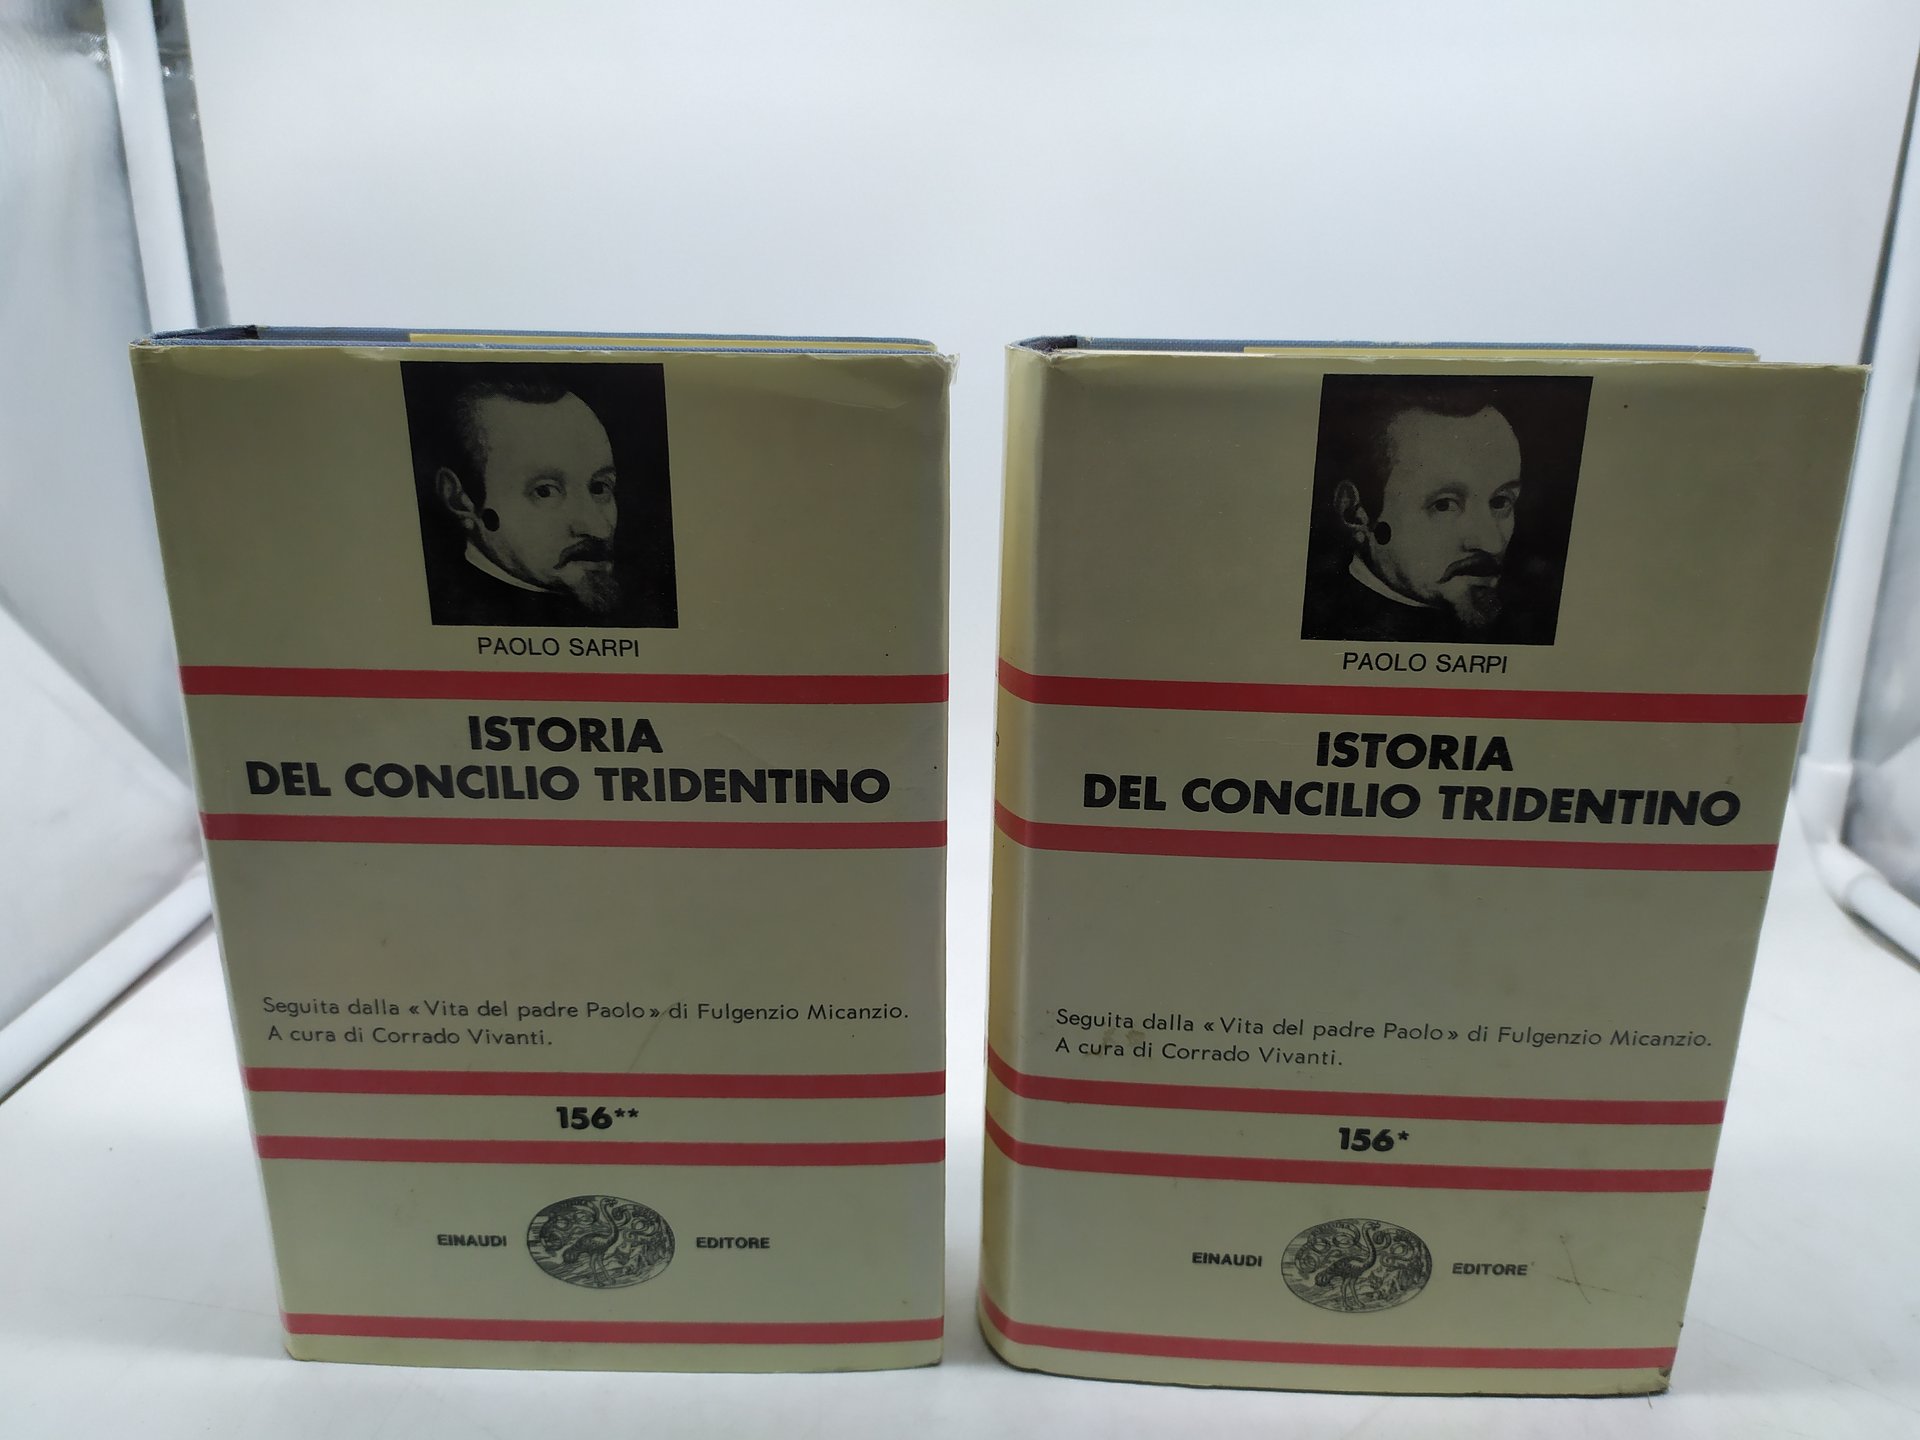 PAOLO SARPI
ISTORIA
DEL CONCILIO TRIDENTINO
Seguita dalla «Vita del padre Paolo» di Fulgenzio Micanzio.
A cura di Corrado Vivanti.
156**
EINAUDI EDITORE
PAOLO SARPI
ISTORIA
DEL CONCILIO TRIDENTINO
Seguita dalla «Vita del padre Paolo» di Fulgenzio Micanzio.
A cura di Corrado Vivanti.
156*
EINAUDI EDITORE